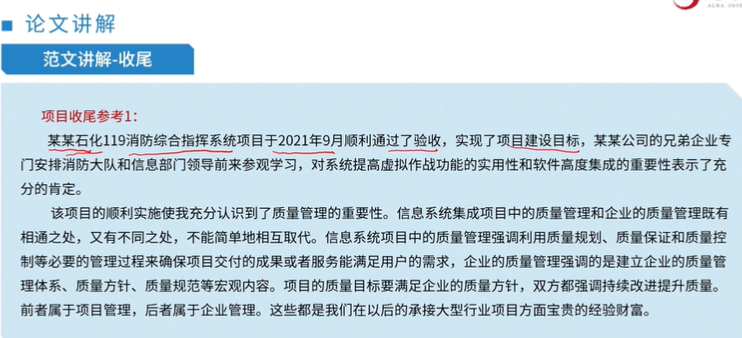 论文讲解
范文讲解-收尾
项目收尾参考1：
某某石化119消防综合指挥系统项目于2021年9月顺利通过了验收，实现了项目建设目标，某某公司的兄弟企业专
门安排消防大队和信息部门领导前来参观学习，对系统提高虚拟作战功能的实用性和软件高度集成的重要性表示了充
分的肯定。
该项目的顺利实施使我充分认识到了质量管理的重要性。信息系统集成项目中的质量管理和企业的质量管理既有
相通之处，又有不同之处，不能简单地相互取代。信息系统项目中的质量管理强调利用质量规划、质量保证和质量控
制等必要的管理过程来确保项目交付的成果或者服务能满足用户的需求，企业的质量管理强调的是建立企业的质量管
理体系、质量方针、质量规范等宏观内容。项目的质量目标要满足企业的质量方针，双方都强调持续改进提升质量。
前者属于项目管理，后者属于企业管理。这些都是我们在以后的承接大型行业项目方面宝贵的经验财富。